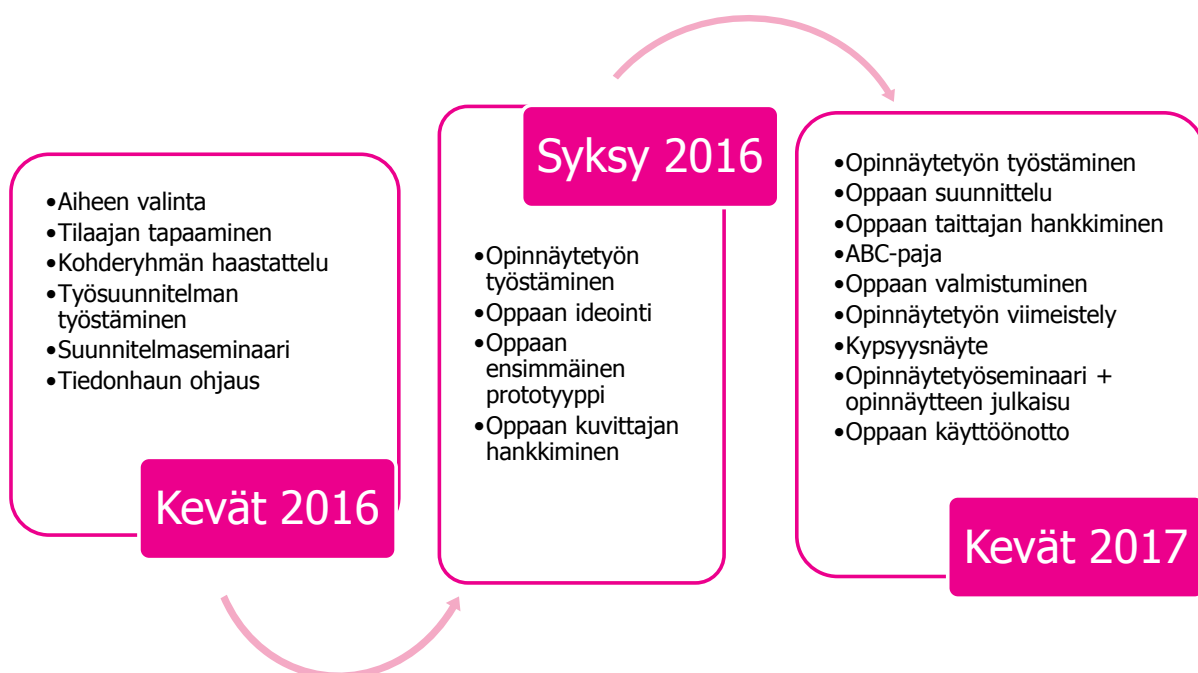 •Aiheen valinta
•Tilaajan tapaaminen
•Kohderyhmän haastattelu
•Työsuunnitelman
työstäminen
•Suunnitelmaseminaari
•Tiedonhaun ohjaus
Kevät 2016
Syksy 2016
•Opinnäytetyön
työstäminen
•Oppaan ideointi
•Oppaan
ensimmäinen
prototyyppi
•Oppaan kuvittajan
hankkiminen
•Opinnäytetyön työstäminen
•Oppaan suunnittelu
•Oppaan taittajan hankkiminen
•ABC-paja
•Oppaan valmistuminen
•Opinnäytetyön viimeistely
•Kypsyysnäyte
•Opinnäytetyöseminaari +
opinnäytteen julkaisu
•Oppaan käyttöönotto
Kevät 2017